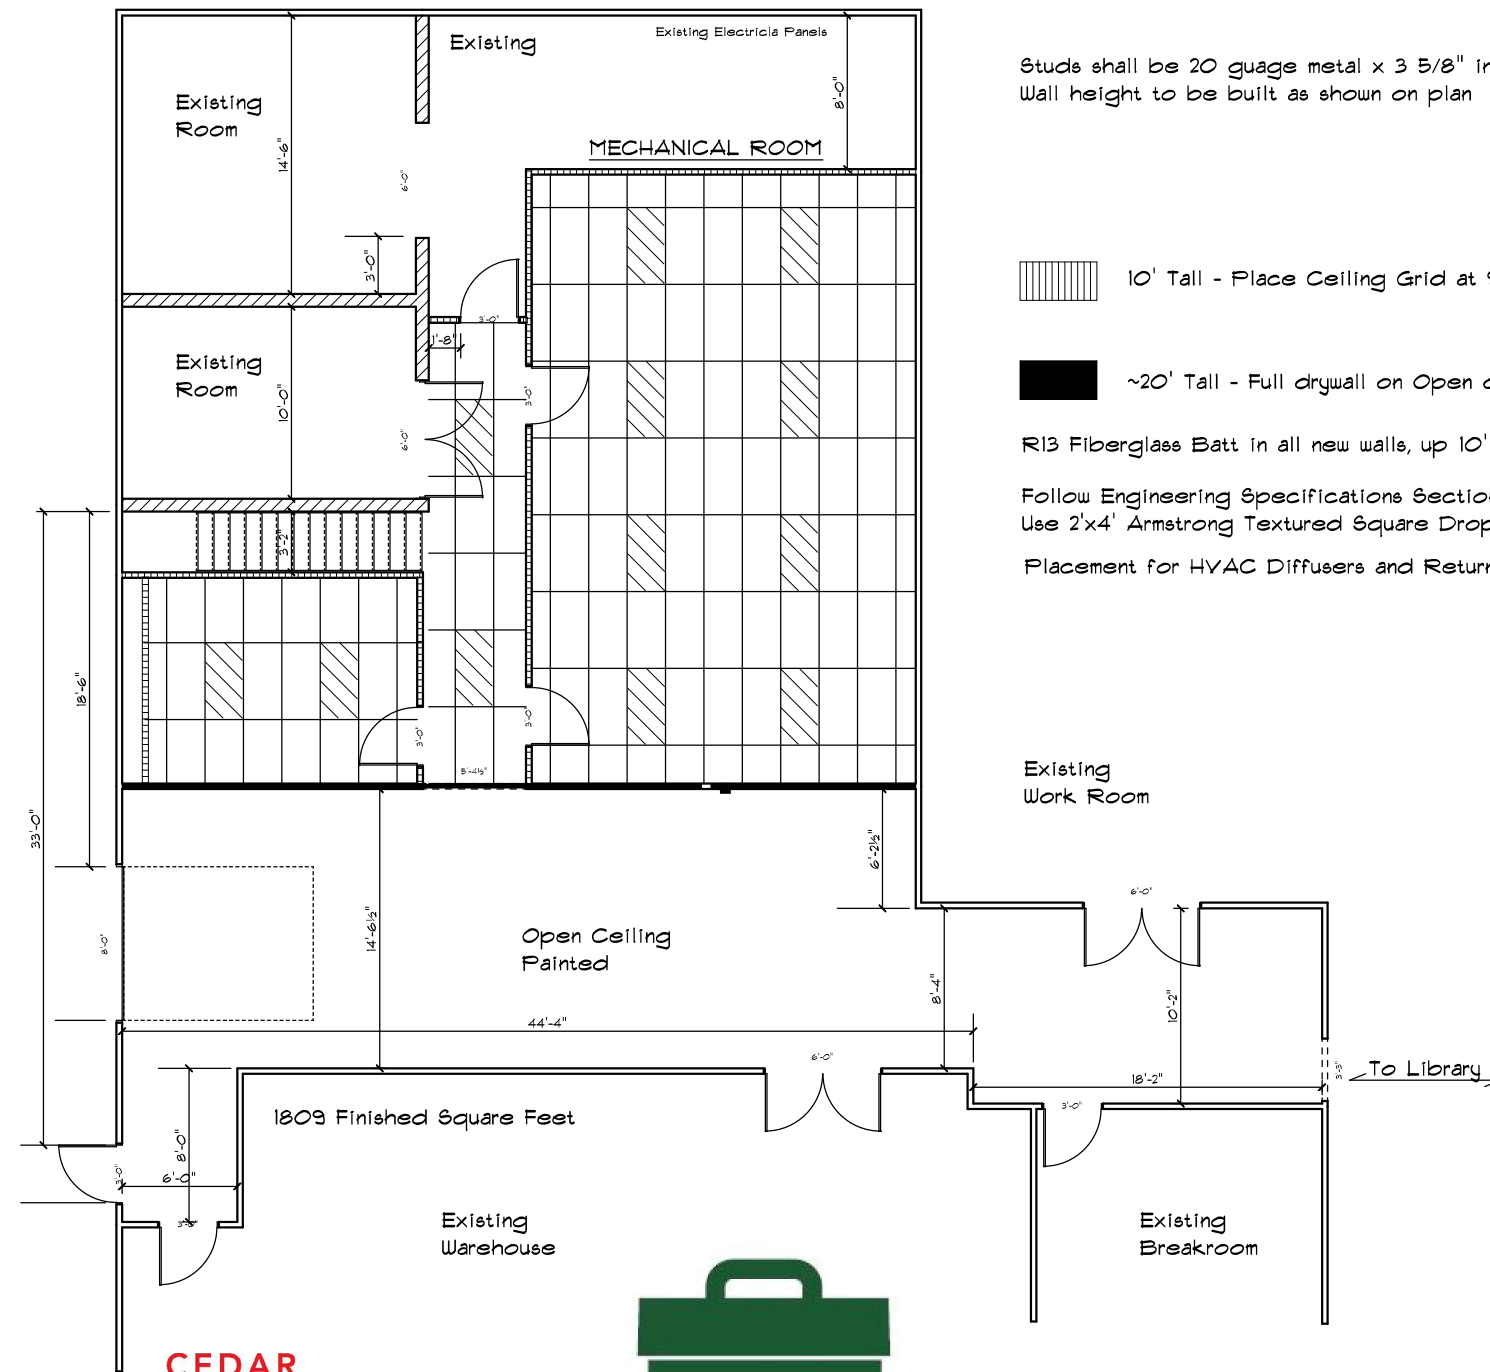 Existing Electricla Panels
Existing
Existing
Room
MECHANICAL ROOM
8'-0"
14'-6"
6'-0"
3'-0"
3'-0"
1'-8"
Existing
Room
10'-0"
6'-0"
3'-0"
3'-2"
18'-6"
33'-0"
3'-0"
3'-0"
5'-4½"
Studs shall be 20 guage metal x 3 5/8" in
Wall height to be built as shown on plan
10' Tall - Place Ceiling Grid at
~20' Tall - Full drywall on Open
R13 Fiberglass Batt in all new walls, up 10'
Follow Engineering Specifications
Use 2'x4' Armstrong Textured Square Drop
Placement for HVAC Diffusers and Return
Existing
Work Room
6'-2½"
14'-6½"
8'-0"
Open Ceiling
Painted
6'-0"
8'-4"
10'-2"
44'-4"
6'-0"
18'-2"
3'-0"
3'-3"
To Library
1809 Finished Square Feet
8'-0"
6'-0"
3'-0"
Existing
Warehouse
Existing
Breakroom
CEDAR